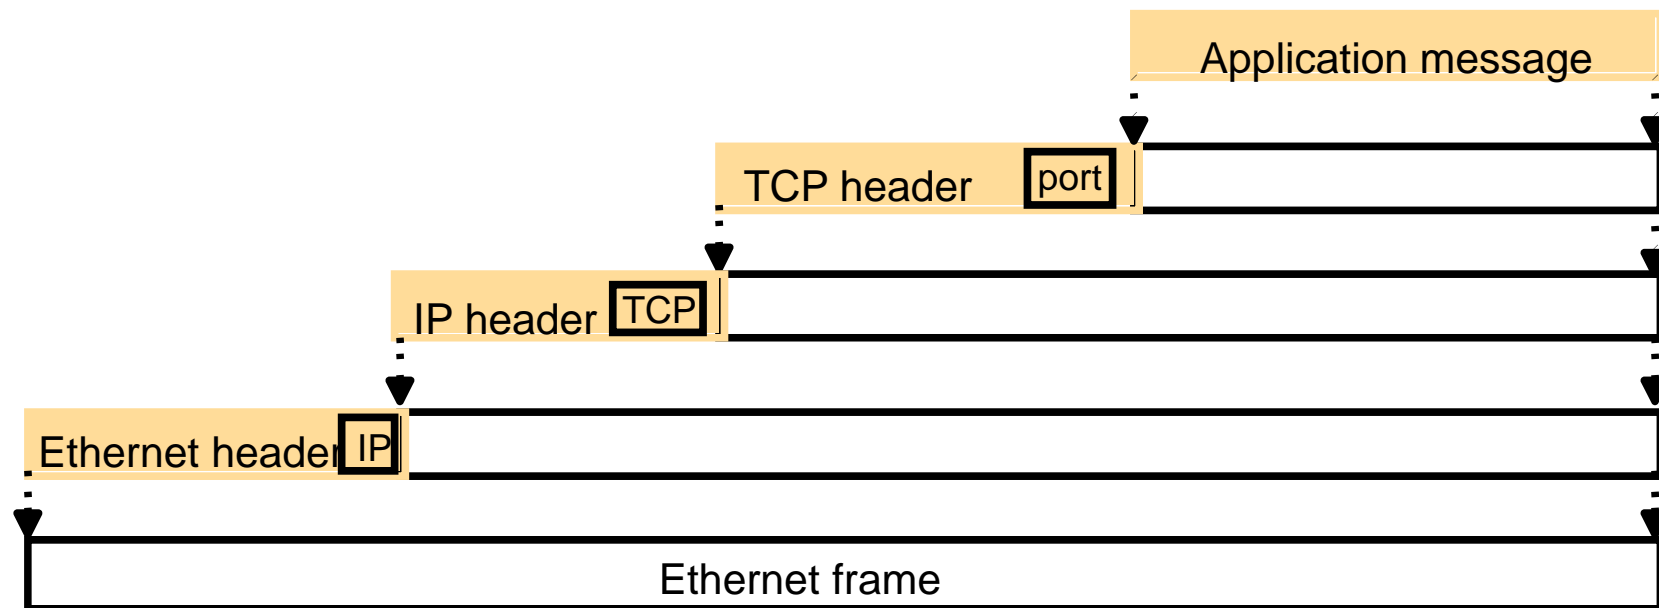 Application message
TCP header port
IP header TCP
Ethernet header IP
Ethernet frame